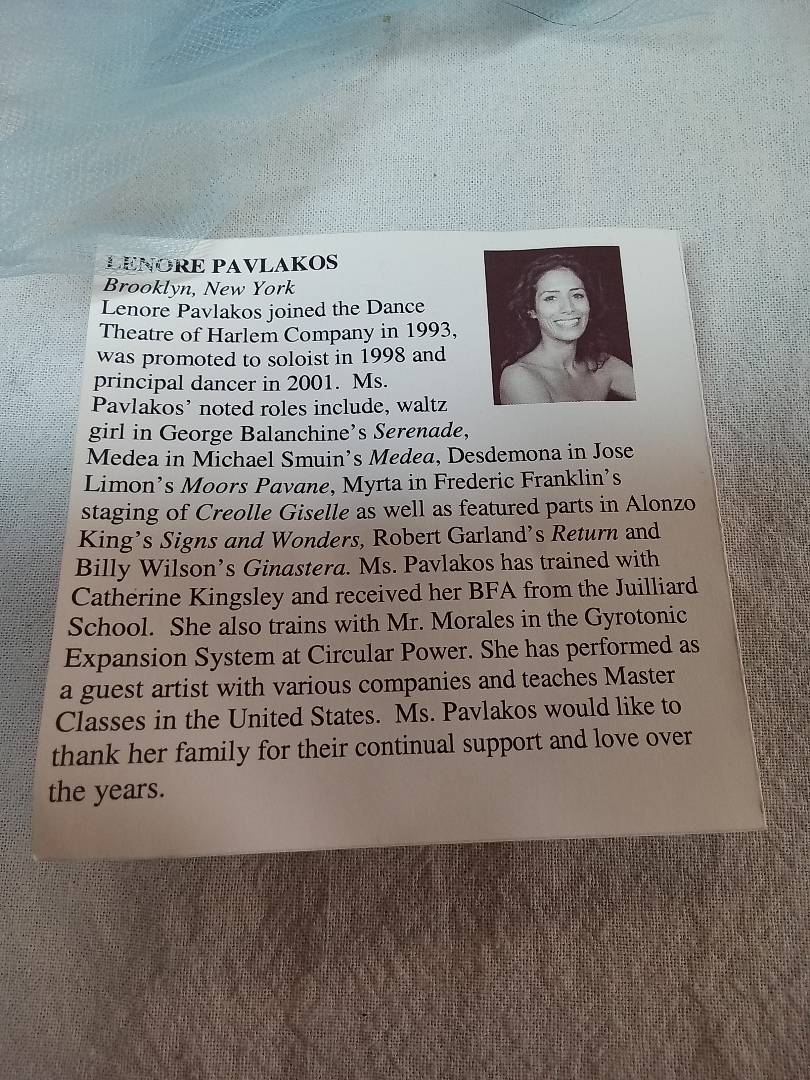 LENORE PAVLAKOS
Brooklyn, New York
Lenore Pavlakos joined the Dance
Theatre of Harlem Company in 1993,
was promoted to soloist in 1998 and
principal dancer in 2001. Ms.
Pavlakos’ noted roles include, waltz
girl in George Balanchine’s Serenade,
Medea in Michael Smuin’s Medea, Desdemona in Jose
Limon’s Moors Pavane, Myrta in Frederic Franklin’s
staging of Creolle Giselle as well as featured parts in Alonzo
King’s Signs and Wonders, Robert Garland’s Return and
Billy Wilson’s Ginastera. Ms. Pavlakos has trained with
Catherine Kingsley and received her BFA from the Juilliard
School. She also trains with Mr. Morales in the Gyrotonic
Expansion System at Circular Power. She has performed as
a guest artist with various companies and teaches Master
Classes in the United States. Ms. Pavlakos would like to
thank her family for their continual support and love over
the years.